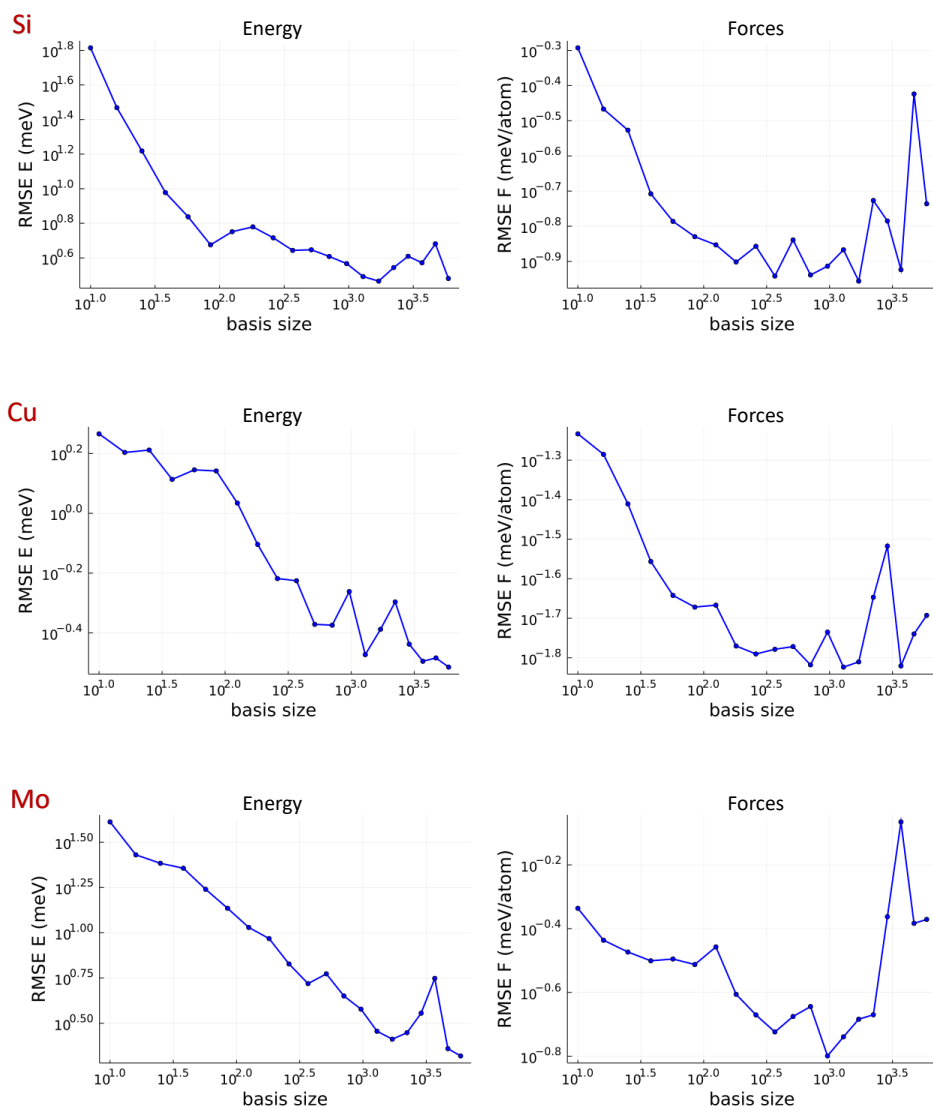 Si
Energy
RMSE E (meV)
10^1.8
10^1.6
10^1.4
10^1.2
10^1.0
10^0.8
10^0.6
10^1.0 10^1.5 10^2.0 10^2.5 10^3.0 10^3.5
basis size
Forces
RMSE F (meV/atom)
10^-0.3
10^-0.4
10^-0.5
10^-0.6
10^-0.7
10^-0.8
10^-0.9
10^1.0 10^1.5 10^2.0 10^2.5 10^3.0 10^3.5
basis size
Cu
Energy
RMSE E (meV)
10^0.2
10^0.0
10^-0.2
10^-0.4
10^1.0 10^1.5 10^2.0 10^2.5 10^3.0 10^3.5
basis size
Forces
RMSE F (meV/atom)
10^-1.3
10^-1.4
10^-1.5
10^-1.6
10^-1.7
10^-1.8
10^1.0 10^1.5 10^2.0 10^2.5 10^3.0 10^3.5
basis size
Mo
Energy
RMSE E (meV)
10^1.50
10^1.25
10^1.00
10^0.75
10^0.50
10^1.0 10^1.5 10^2.0 10^2.5 10^3.0 10^3.5
basis size
Forces
RMSE F (meV/atom)
10^-0.2
10^-0.4
10^-0.6
10^-0.8
10^1.0 10^1.5 10^2.0 10^2.5 10^3.0 10^3.5
basis size